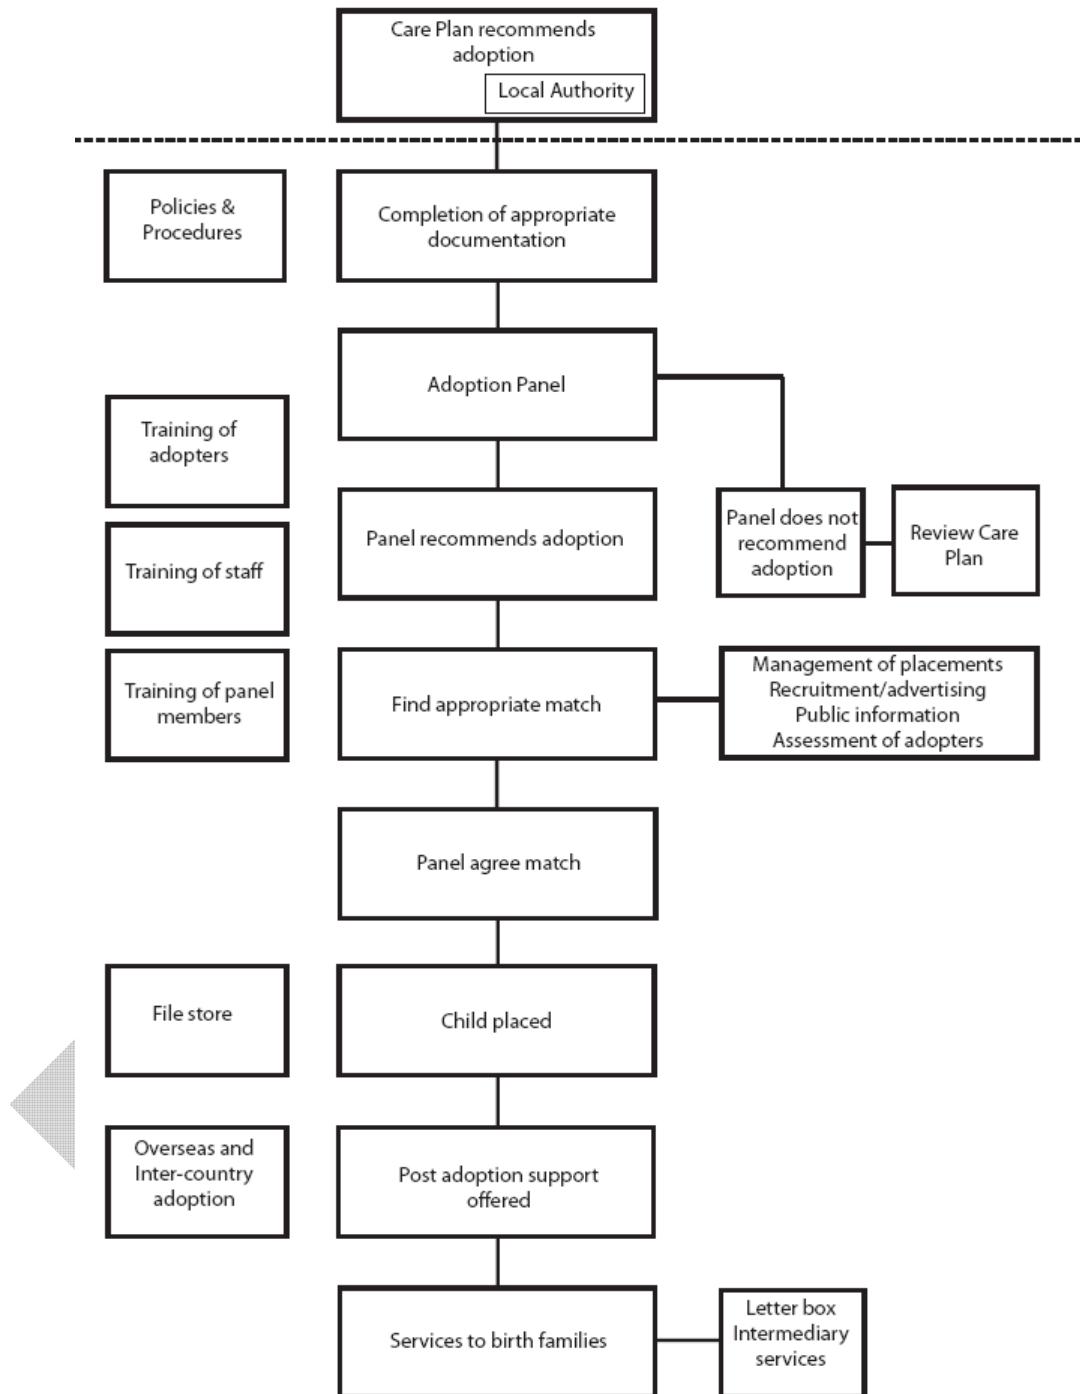 Care Plan recommends
adoption
Local Authority
Policies &
Procedures
Completion of appropriate
documentation
Adoption Panel
Training of
adopters
Panel recommends adoption
Panel does not
recommend
adoption
Review Care
Plan
Training of staff
Training of panel
members
Find appropriate match
Management of placements
Recruitment/advertising
Public information
Assessment of adopters
Panel agree match
File store
Child placed
Overseas and
Inter-country
adoption
Post adoption support
offered
Services to birth families
Letter box
Intermediary
services